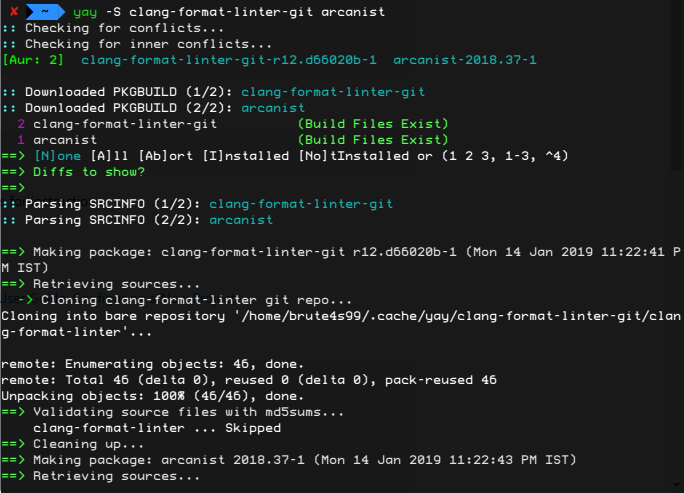 ✘ ~ yay -S clang-format-linter-git arcanist
:: Checking for conflicts...
:: Checking for inner conflicts...
[Aur: 2]  clang-format-linter-git-r12.d66020b-1  arcanist-2018.37-1
:: Downloaded PKGBUILD (1/2): clang-format-linter-git
:: Downloaded PKGBUILD (2/2): arcanist
  2 clang-format-linter-git          (Build Files Exist)
  1 arcanist                         (Build Files Exist)
==> [N]one [A]ll [Ab]ort [I]nstalled [No]tInstalled or (1 2 3, 1-3, ^4)
==> Diffs to show?
==>
:: Parsing SRCINFO (1/2): clang-format-linter-git
:: Parsing SRCINFO (2/2): arcanist
==> Making package: clang-format-linter-git r12.d66020b-1 (Mon 14 Jan 2019 11:22:41 P
M IST)
==> Retrieving sources...
  -> Cloning clang-format-linter git repo...
Cloning into bare repository '/home/brute4s99/.cache/yay/clang-format-linter-git/clan
g-format-linter'...
remote: Enumerating objects: 46, done.
remote: Total 46 (delta 0), reused 0 (delta 0), pack-reused 46
Unpacking objects: 100% (46/46), done.
==> Validating source files with md5sums...
    clang-format-linter ... Skipped
==> Cleaning up...
==> Making package: arcanist 2018.37-1 (Mon 14 Jan 2019 11:22:43 PM IST)
==> Retrieving sources...